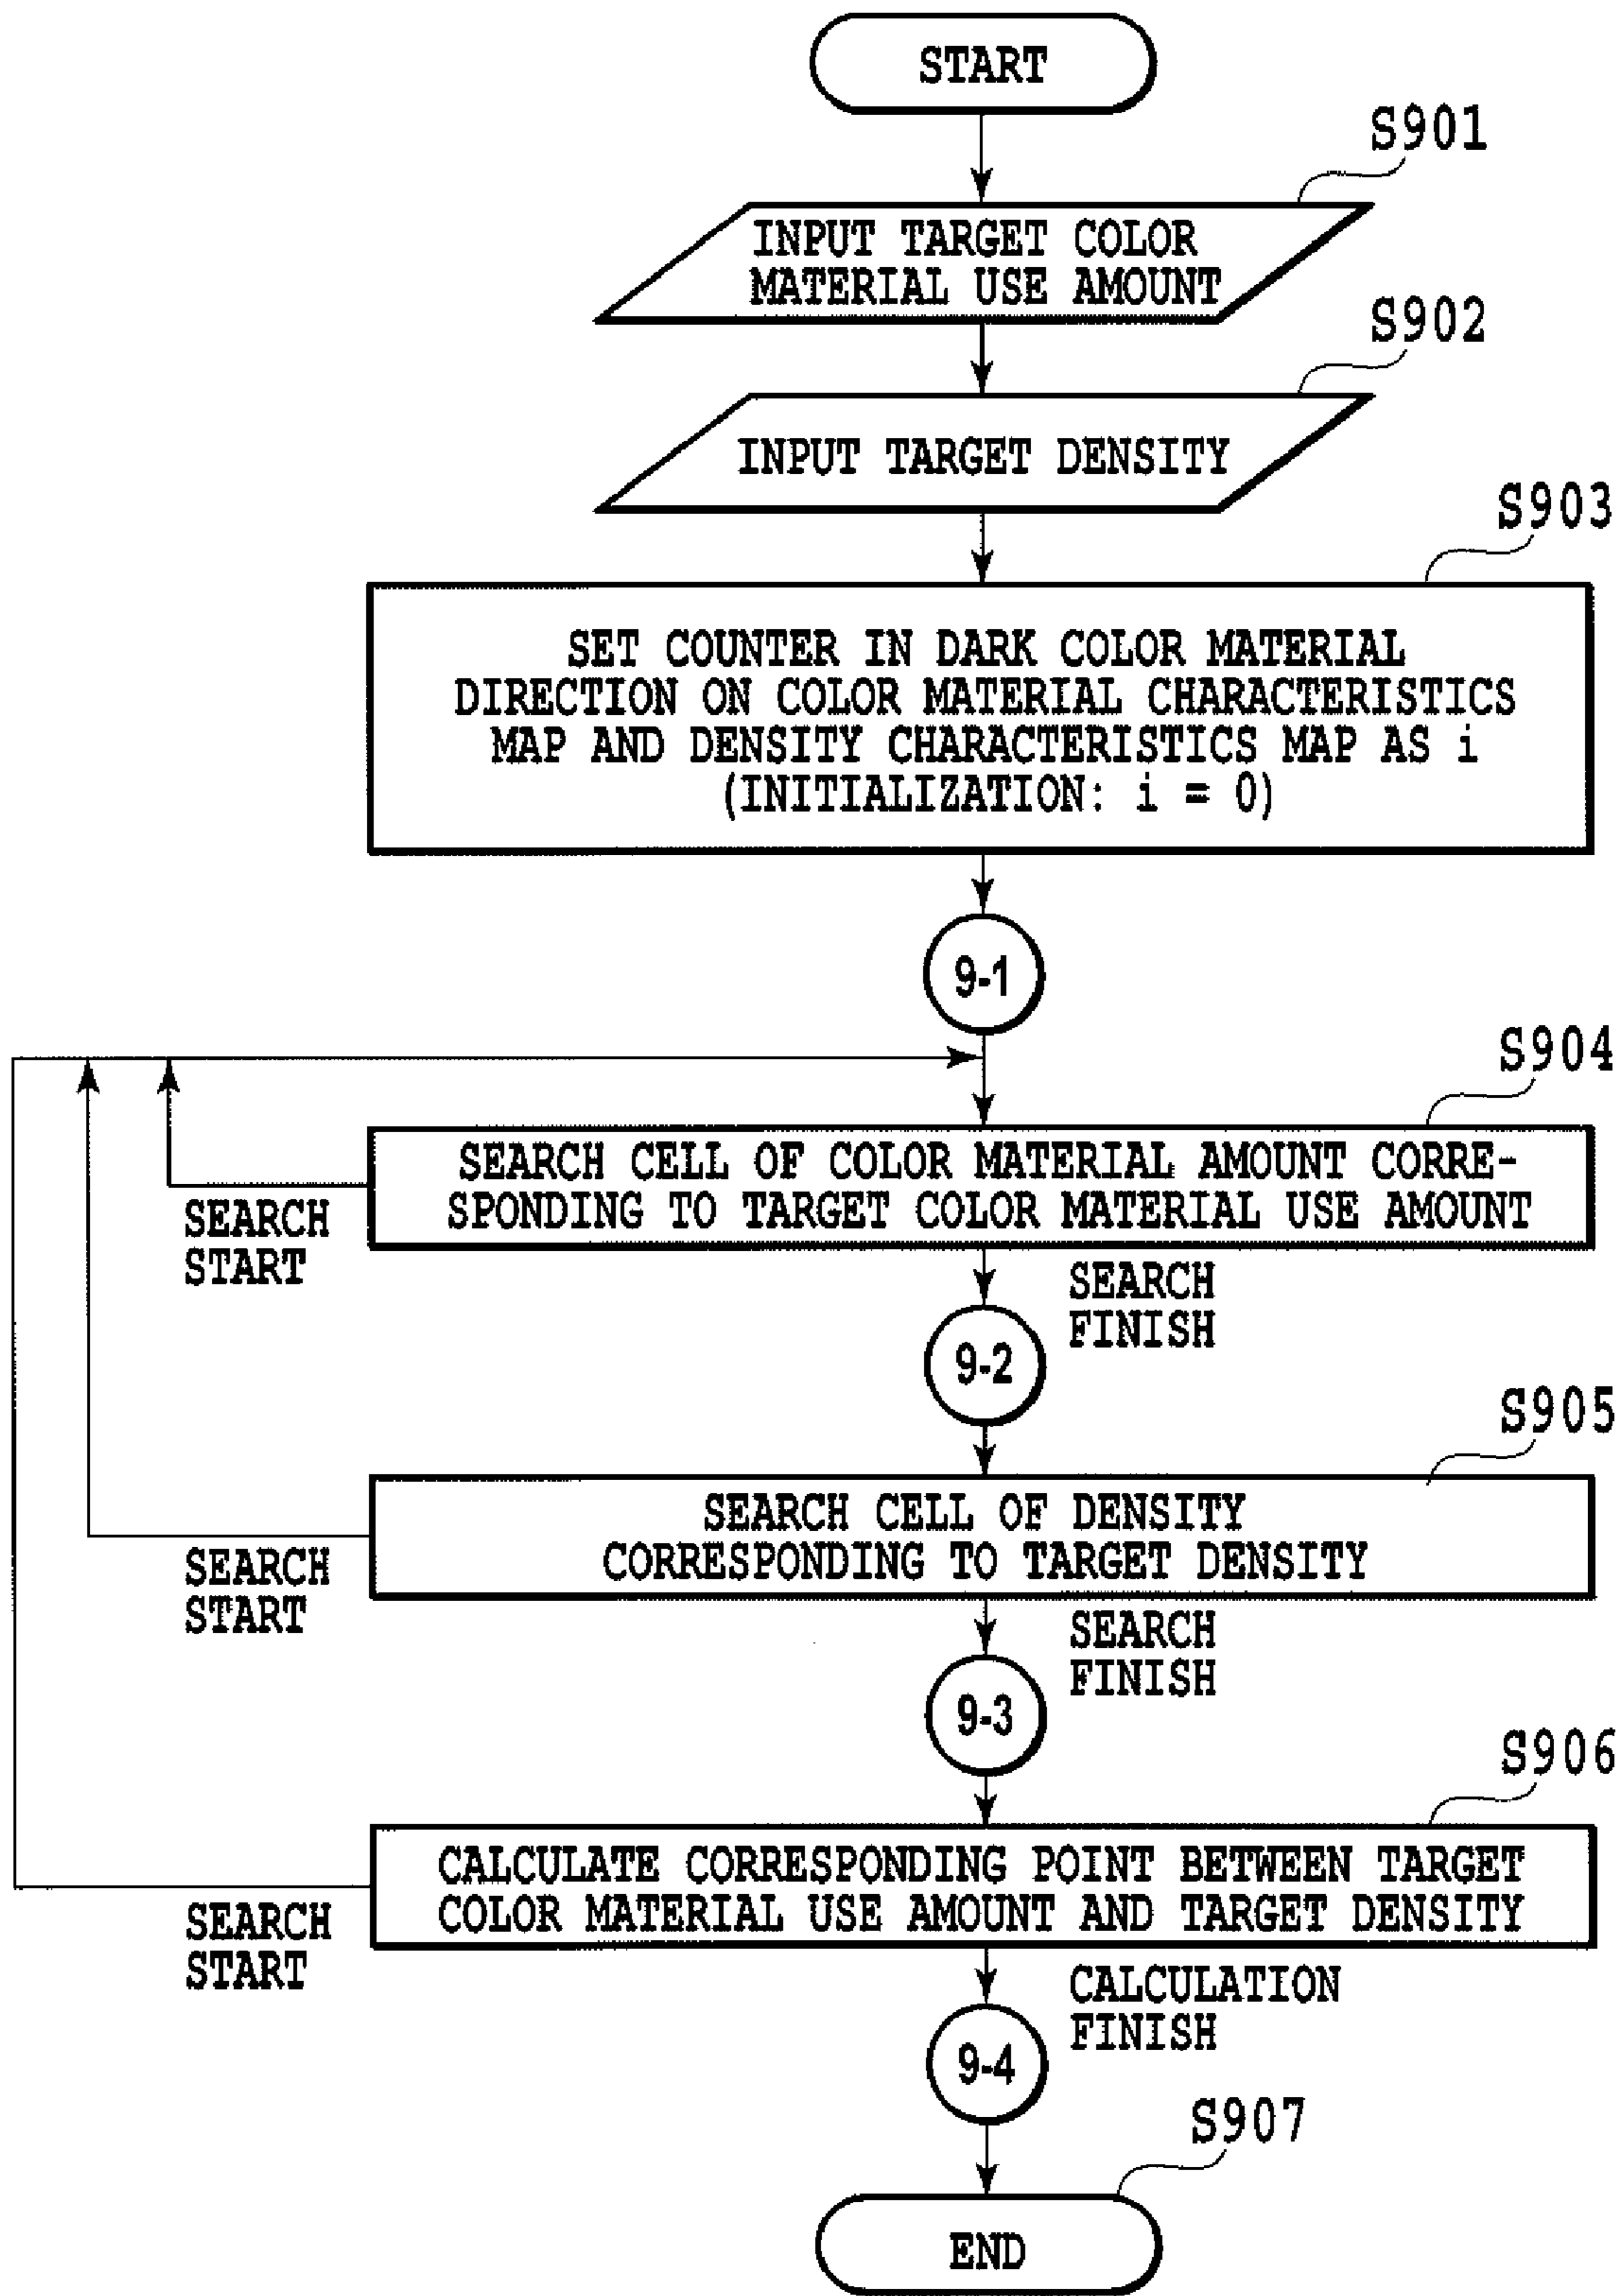 START
S901
INPUT TARGET COLOR
MATERIAL USE AMOUNT
S902
INPUT TARGET DENSITY
S903
SET COUNTER IN DARK COLOR MATERIAL
DIRECTION ON COLOR MATERIAL CHARACTERISTICS
MAP AND DENSITY CHARACTERISTICS MAP AS i
(INITIALIZATION: i = 0)
9-1
S904
SEARCH CELL OF COLOR MATERIAL AMOUNT CORRE-
SPONDING TO TARGET COLOR MATERIAL USE AMOUNT
SEARCH
START
SEARCH
FINISH
9-2
S905
SEARCH CELL OF DENSITY
CORRESPONDING TO TARGET DENSITY
SEARCH
START
SEARCH
FINISH
9-3
S906
CALCULATE CORRESPONDING POINT BETWEEN TARGET
COLOR MATERIAL USE AMOUNT AND TARGET DENSITY
SEARCH
START
CALCULATION
FINISH
9-4
S907
END